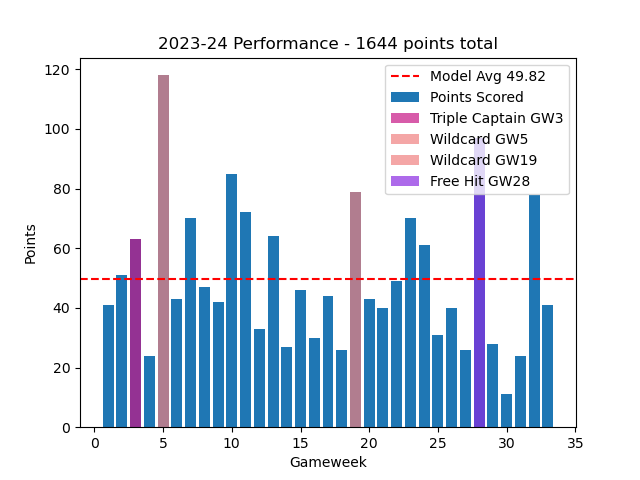 2023-24 Performance - 1644 points total
120
100
80
60
40
20
0
Points
Model Avg 49.82
Points Scored
Triple Captain GW3
Wildcard GW5
Wildcard GW19
Free Hit GW28
0 5 10 15 20 25 30 35
Gameweek